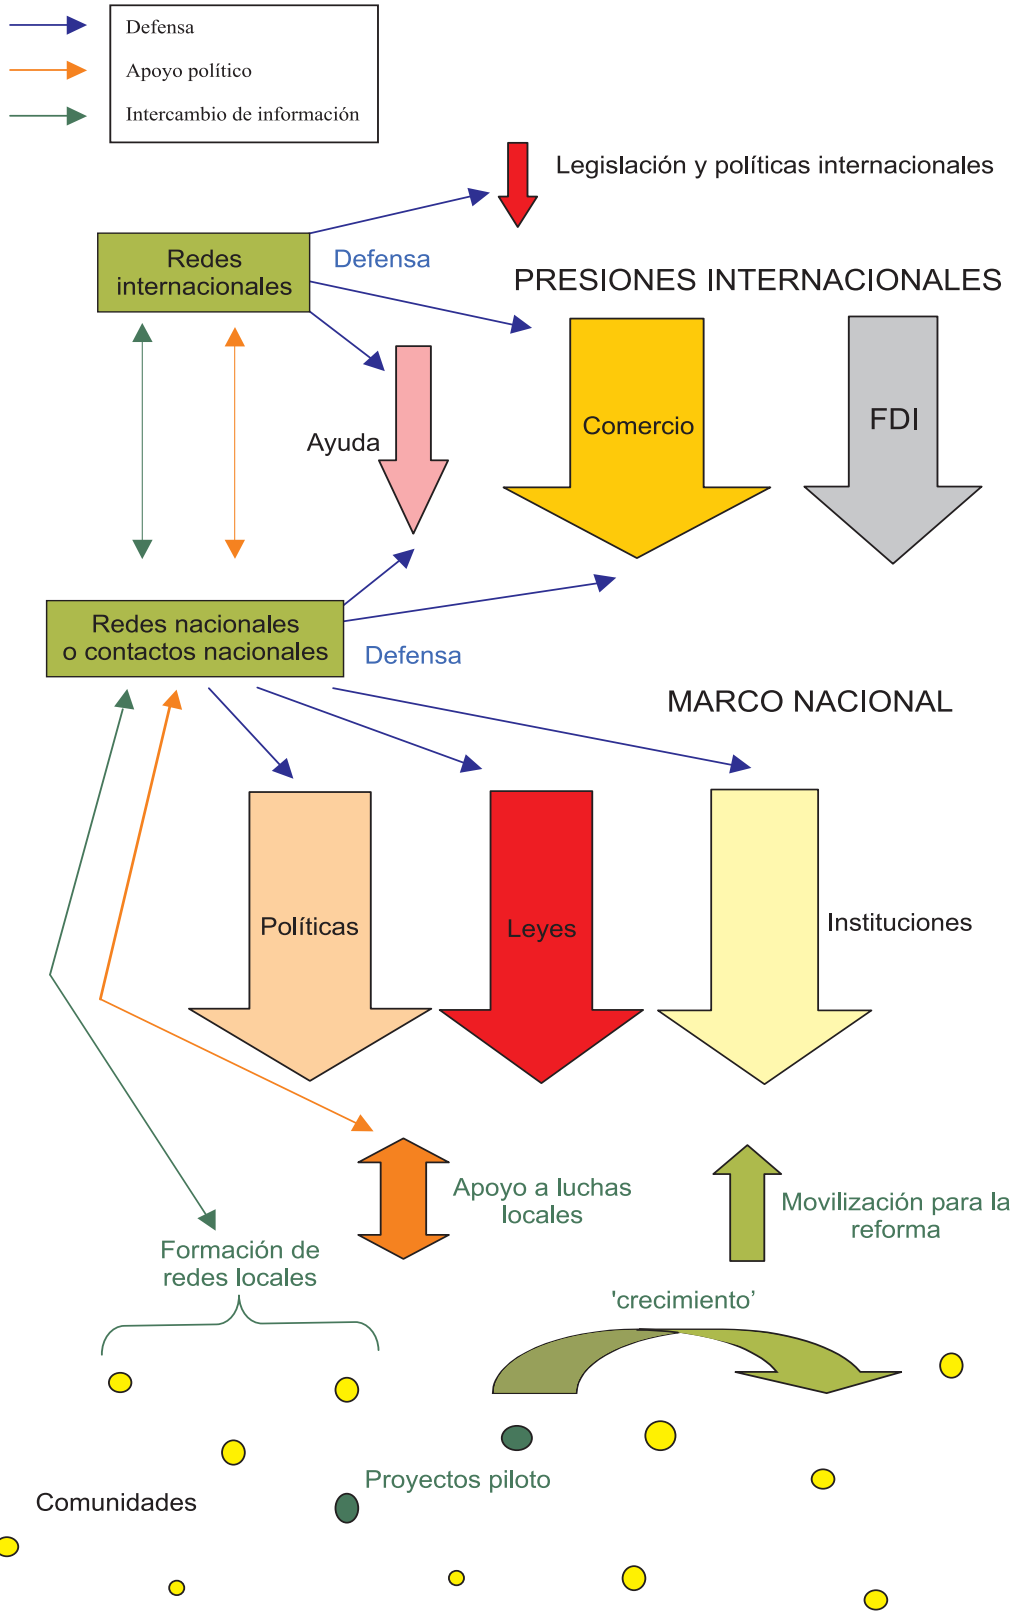 Defensa
Apoyo político
Intercambio de información
Legislación y políticas internacionales
Redes
internacionales
Defensa
PRESIONES INTERNACIONALES
Ayuda
Comercio
FDI
Redes nacionales
o contactos nacionales
Defensa
MARCO NACIONAL
Políticas
Leyes
Instituciones
Apoyo a luchas
locales
Movilización para la
reforma
Formación de
redes locales
'crecimiento’
Proyectos piloto
Comunidades